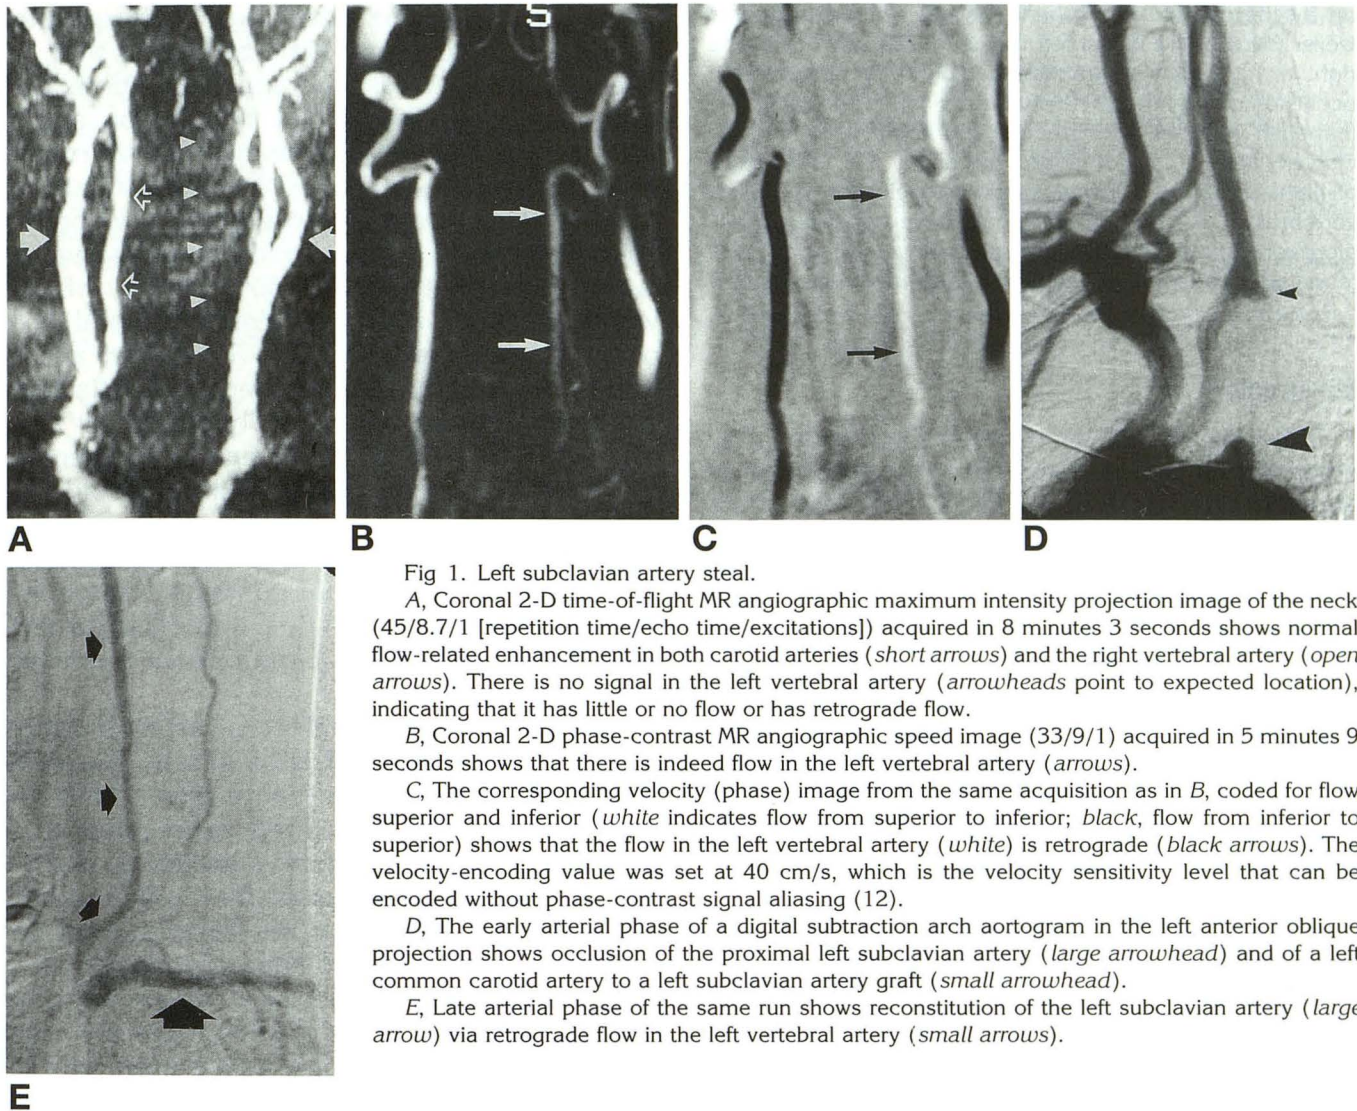 S
A
B
C
D
E
Fig 1. Left subclavian artery steal.
A, Coronal 2-D time-of-flight MR angiographic maximum intensity projection image of the neck
(45/8.7/1 [repetition time/echo time/excitations]) acquired in 8 minutes 3 seconds shows normal
flow-related enhancement in both carotid arteries (short arrows) and the right vertebral artery (open
arrows). There is no signal in the left vertebral artery (arrowheads point to expected location),
indicating that it has little or no flow or has retrograde flow.
B, Coronal 2-D phase-contrast MR angiographic speed image (33/9/1) acquired in 5 minutes 9
seconds shows that there is indeed flow in the left vertebral artery (arrows).
C, The corresponding velocity (phase) image from the same acquisition as in B, coded for flow
superior and inferior (white indicates flow from superior to inferior; black, flow from inferior to
superior) shows that the flow in the left vertebral artery (white) is retrograde (black arrows). The
velocity-encoding value was set at 40 cm/s, which is the velocity sensitivity level that can be
encoded without phase-contrast signal aliasing (12).
D, The early arterial phase of a digital subtraction arch aortogram in the left anterior oblique
projection shows occlusion of the proximal left subclavian artery (large arrowhead) and of a left
common carotid artery to a left subclavian artery graft (small arrowhead).
E, Late arterial phase of the same run shows reconstitution of the left subclavian artery (large
arrow) via retrograde flow in the left vertebral artery (small arrows).